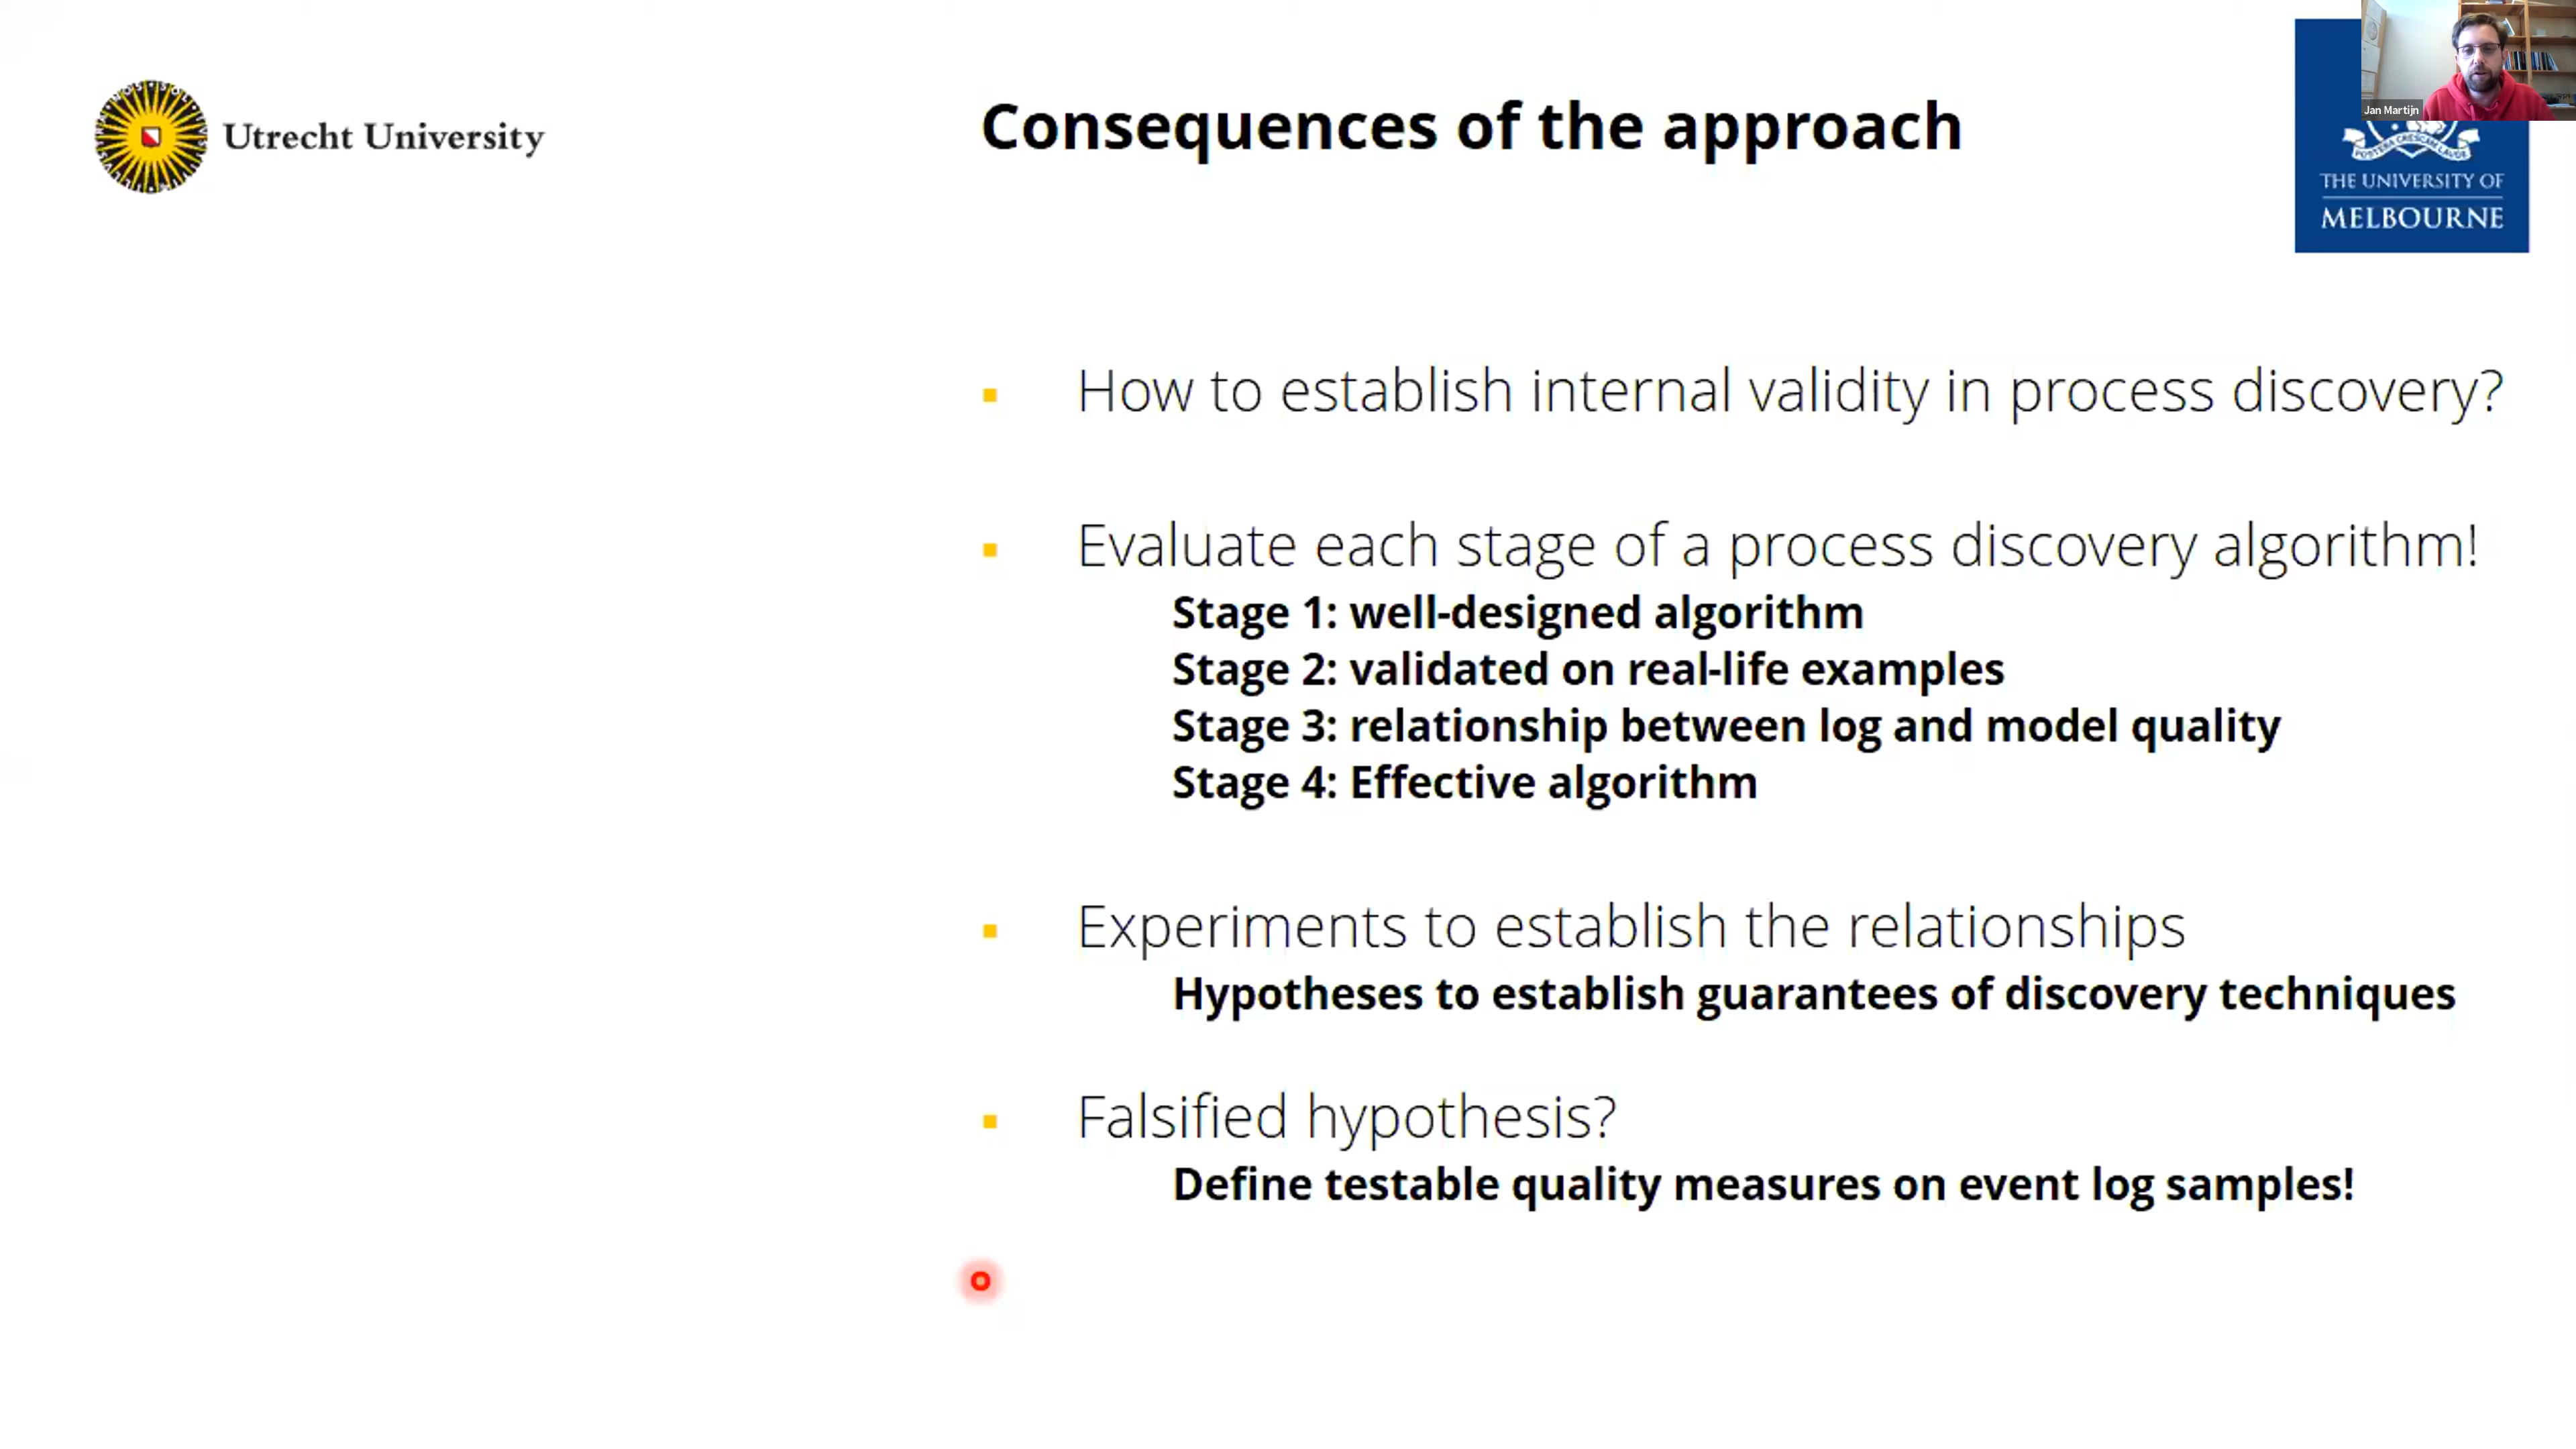 Utrecht University
Consequences of the approach
Jan Martijn
POSTERA CRESCAM LAUDE
THE UNIVERSITY OF
MELBOURNE
How to establish internal validity in process discovery?
Evaluate each stage of a process discovery algorithm!
Stage 1: well-designed algorithm
Stage 2: validated on real-life examples
Stage 3: relationship between log and model quality
Stage 4: Effective algorithm
Experiments to establish the relationships
Hypotheses to establish guarantees of discovery techniques
Falsified hypothesis?
Define testable quality measures on event log samples!